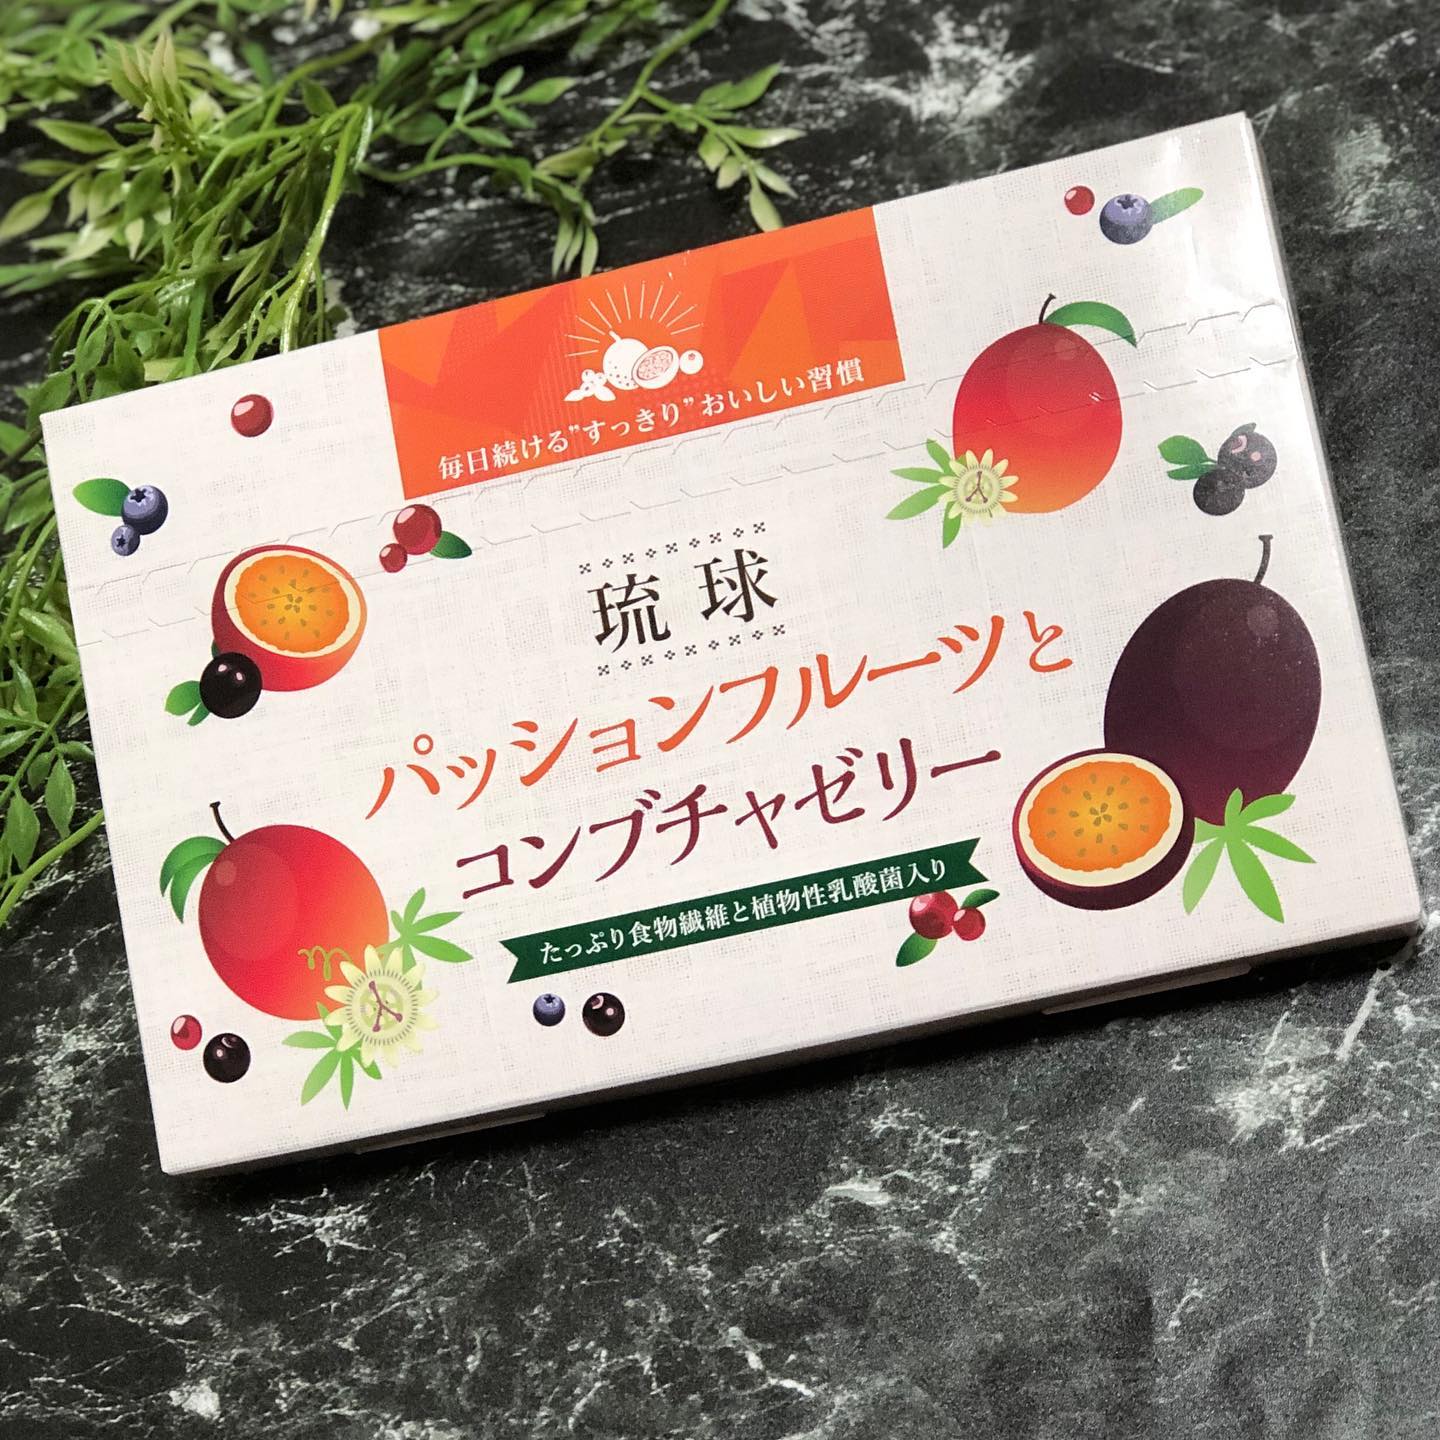 毎日続ける”すっきり”おいしい習慣
琉球
パッションフルーツと
コンブチャゼリー
たっぷり食物繊維と植物性乳酸菌入り